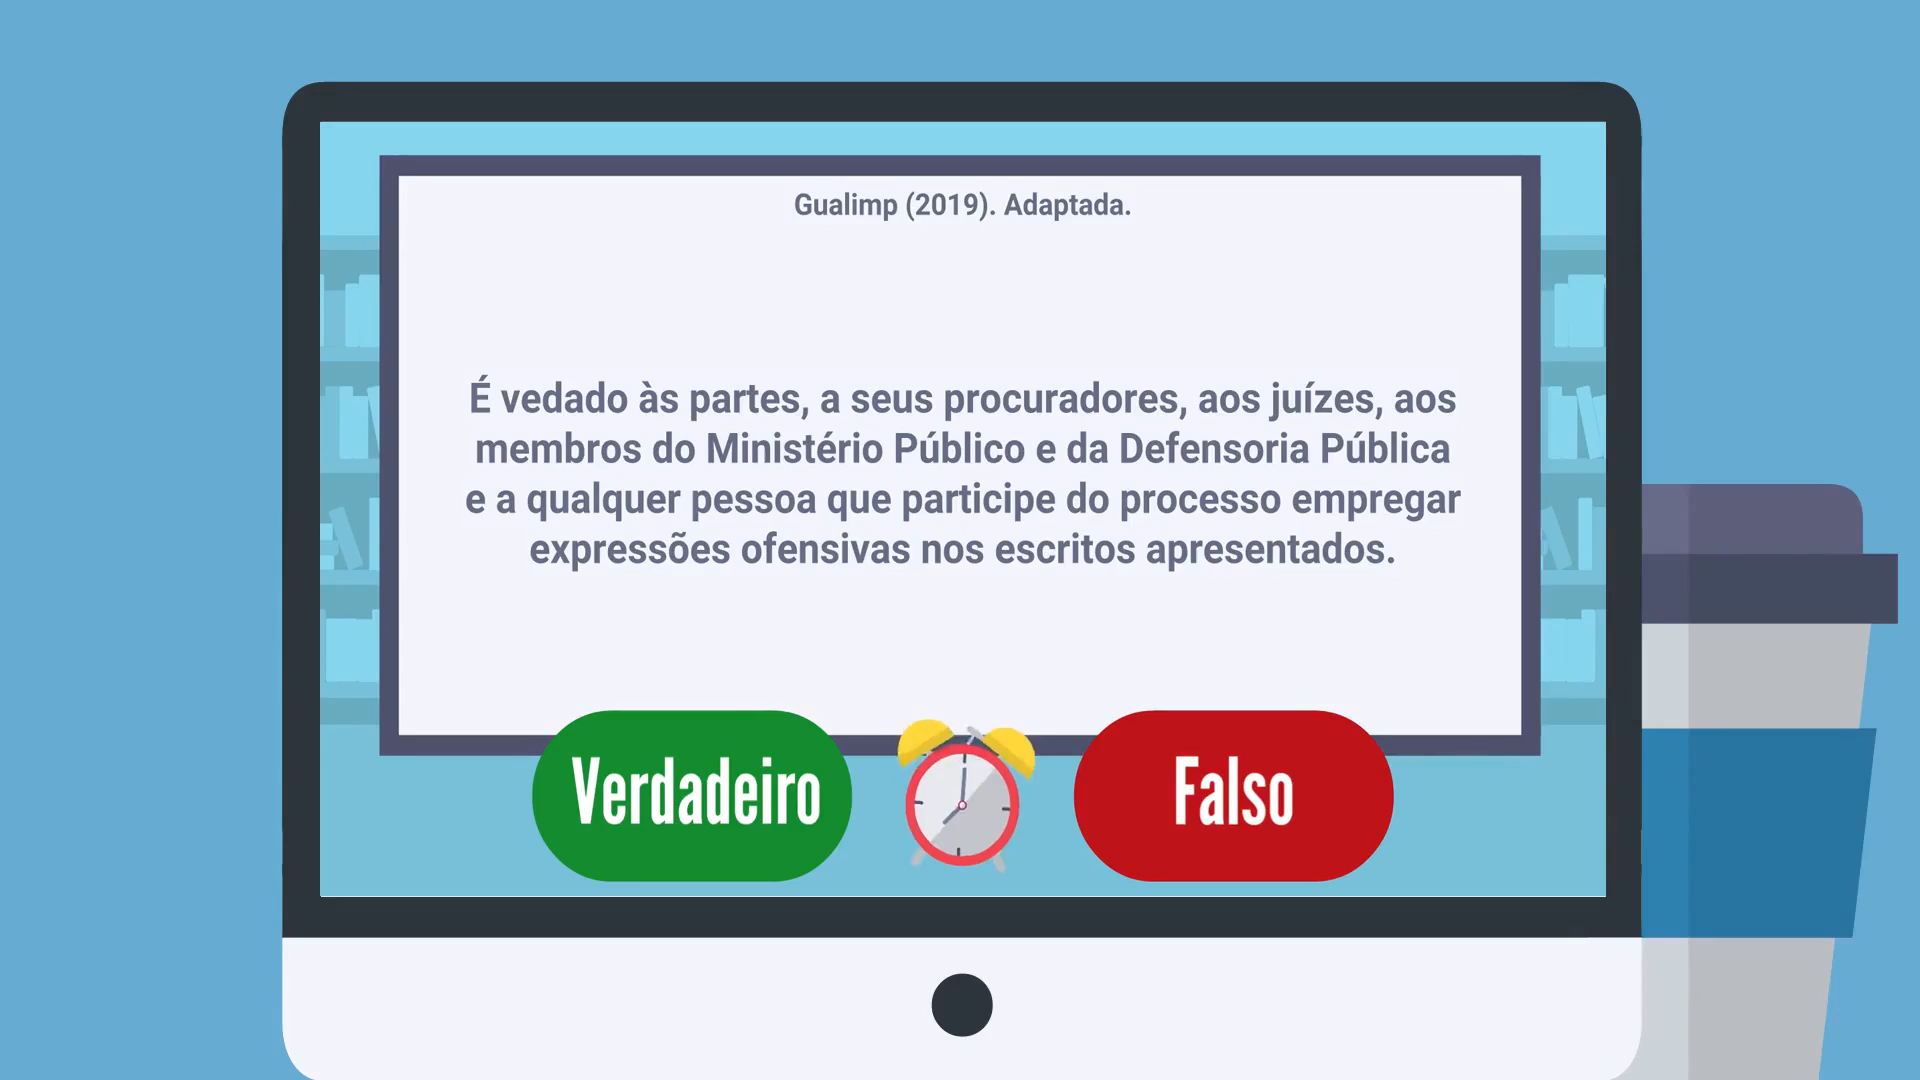 Gualimp (2019). Adaptada.
É vedado às partes, a seus procuradores, aos juízes, aos
membros do Ministério Público e da Defensoria Pública
e a qualquer pessoa que participe do processo empregar
expressões ofensivas nos escritos apresentados.
Verdadeiro
Falso